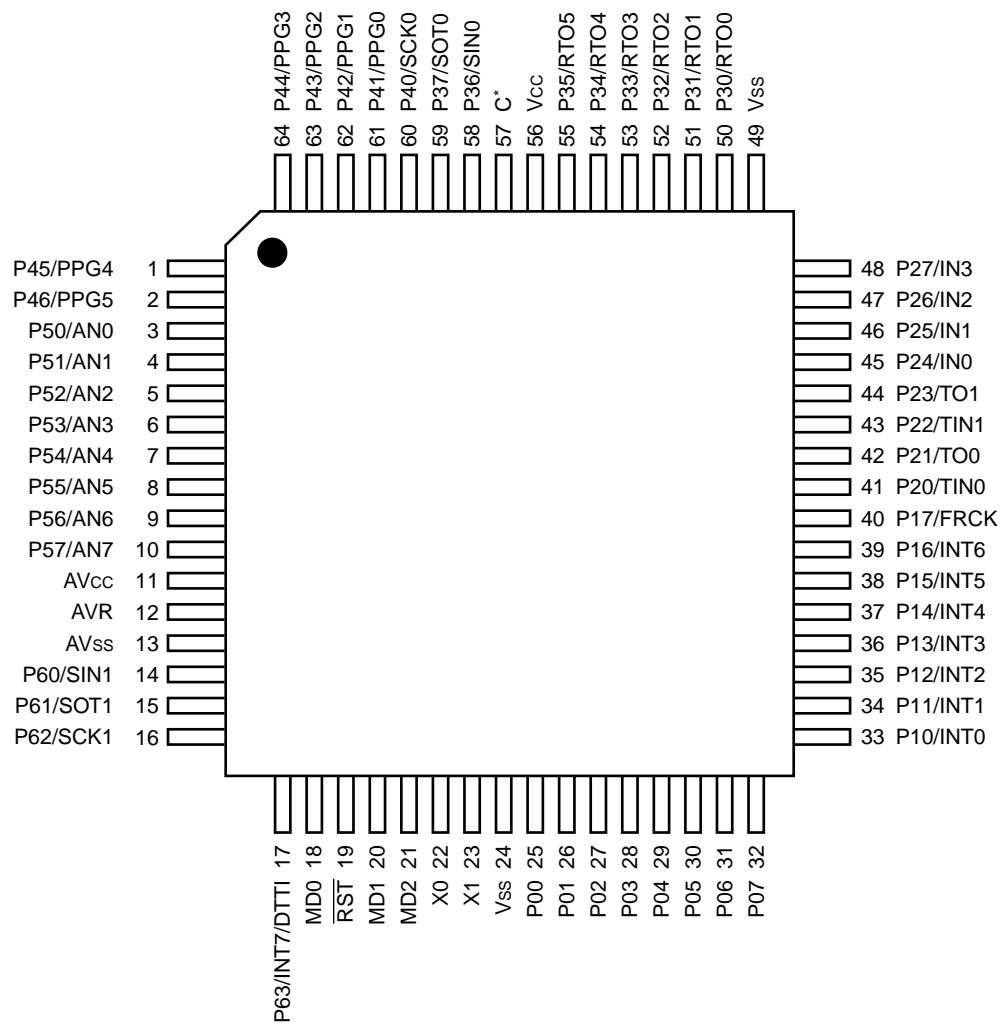 64 P44/PPG3
63 P43/PPG2
62 P42/PPG1
61 P41/PPG0
60 P40/SCK0
59 P37/SOT0
58 P36/SIN0
57 C*
56 Vcc
55 P35/RTO5
54 P34/RTO4
53 P33/RTO3
52 P32/RTO2
51 P31/RTO1
50 P30/RTO0
49 Vss
P45/PPG4 1
P46/PPG5 2
P50/AN0 3
P51/AN1 4
P52/AN2 5
P53/AN3 6
P54/AN4 7
P55/AN5 8
P56/AN6 9
P57/AN7 10
AVcc 11
AVR 12
AVss 13
P60/SIN1 14
P61/SOT1 15
P62/SCK1 16
48 P27/IN3
47 P26/IN2
46 P25/IN1
45 P24/IN0
44 P23/TO1
43 P22/TIN1
42 P21/TO0
41 P20/TIN0
40 P17/FRCK
39 P16/INT6
38 P15/INT5
37 P14/INT4
36 P13/INT3
35 P12/INT2
34 P11/INT1
33 P10/INT0
P63/INT7/DTTI 17
MD0 18
RST 19
MD1 20
MD2 21
X0 22
X1 23
Vss 24
P00 25
P01 26
P02 27
P03 28
P04 29
P05 30
P06 31
P07 32